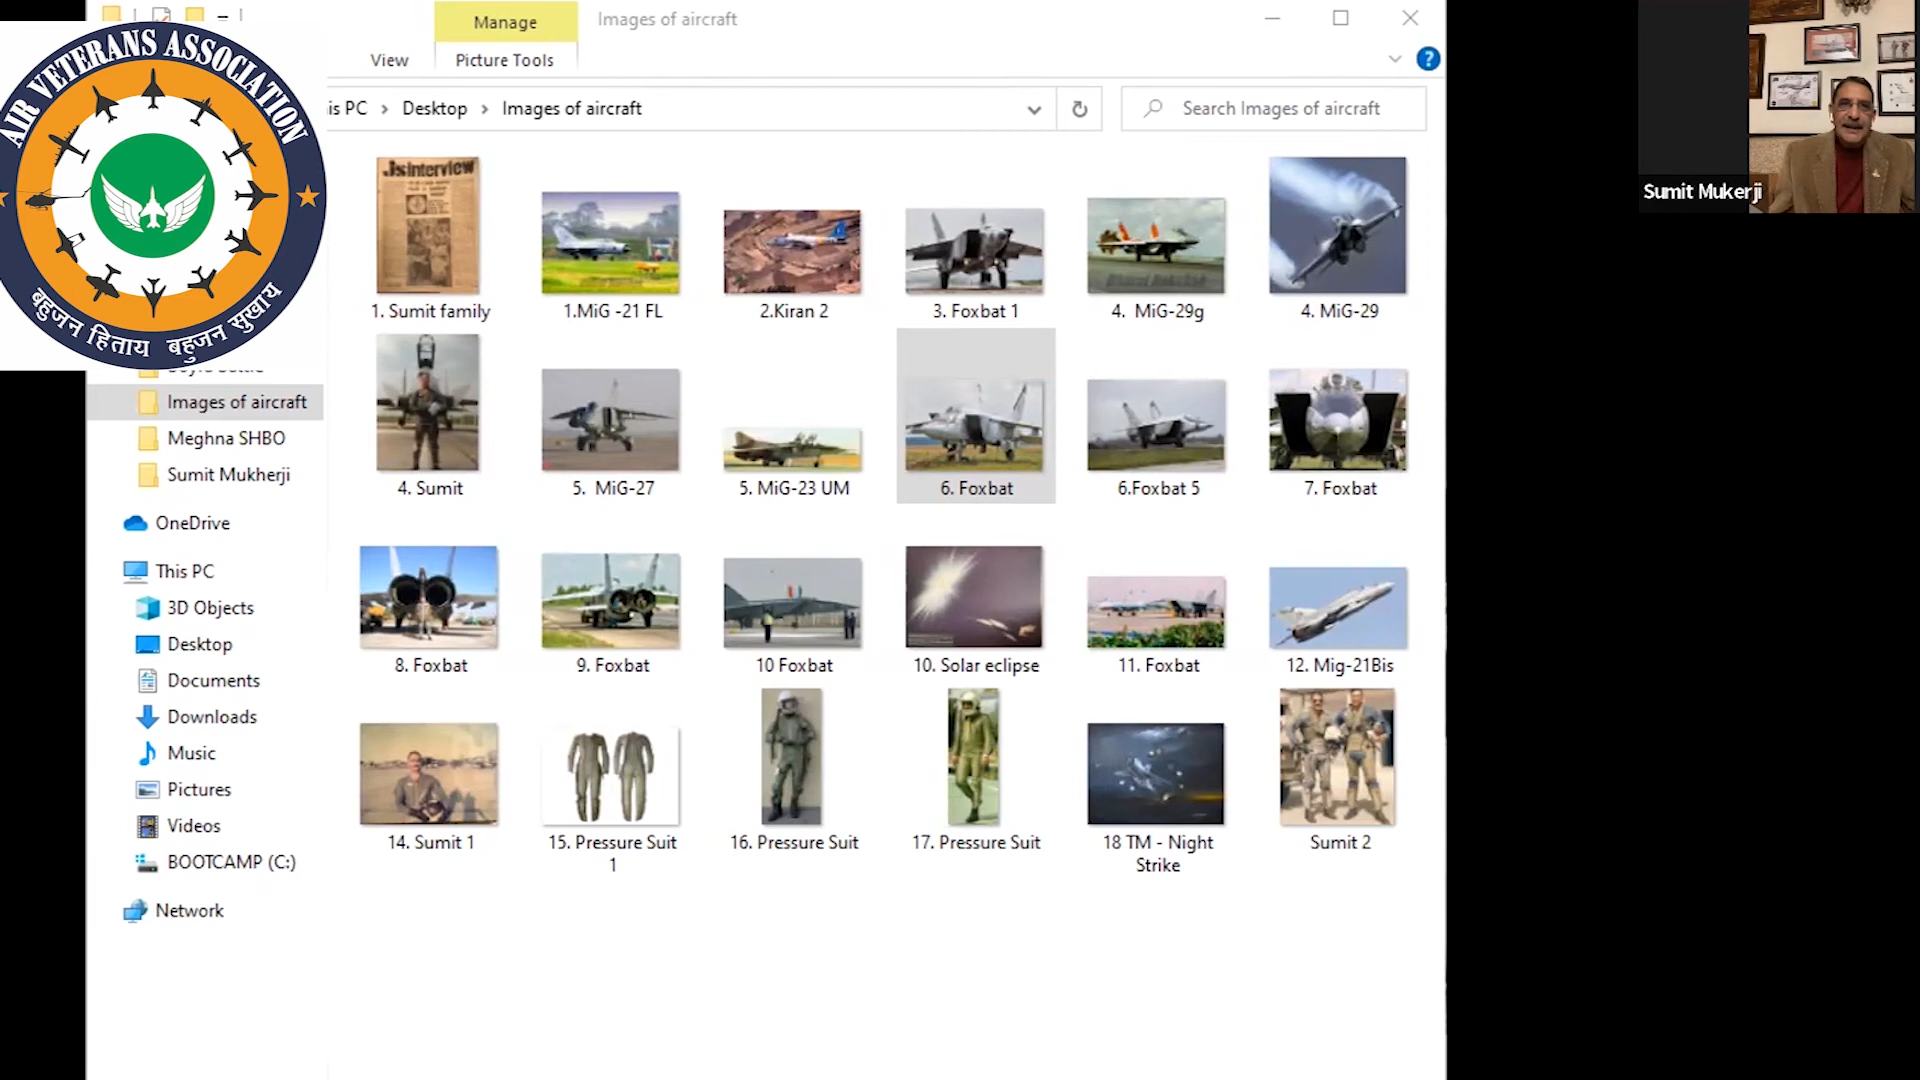 AIR VETERANS ASSOCIATION
बहुजन हिताय बहुजन सुखाय
Manage
Images of aircraft
View
Picture Tools
is PC > Desktop > Images of aircraft
Search Images of aircraft
Sumit Mukerji
Jsinterview
1. Sumit family
1.MiG -21 FL
2.Kiran 2
3. Foxbat 1
4. MiG-29g
4. MiG-29
4. Sumit
5. MiG-27
5. MiG-23 UM
6. Foxbat
6.Foxbat 5
7. Foxbat
8. Foxbat
9. Foxbat
10 Foxbat
10. Solar eclipse
11. Foxbat
12. Mig-21Bis
14. Sumit 1
15. Pressure Suit
1
16. Pressure Suit
17. Pressure Suit
18 TM - Night
Strike
Sumit 2
Images of aircraft
Meghna SHBO
Sumit Mukherji
OneDrive
This PC
3D Objects
Desktop
Documents
Downloads
Music
Pictures
Videos
BOOTCAMP (C:)
Network